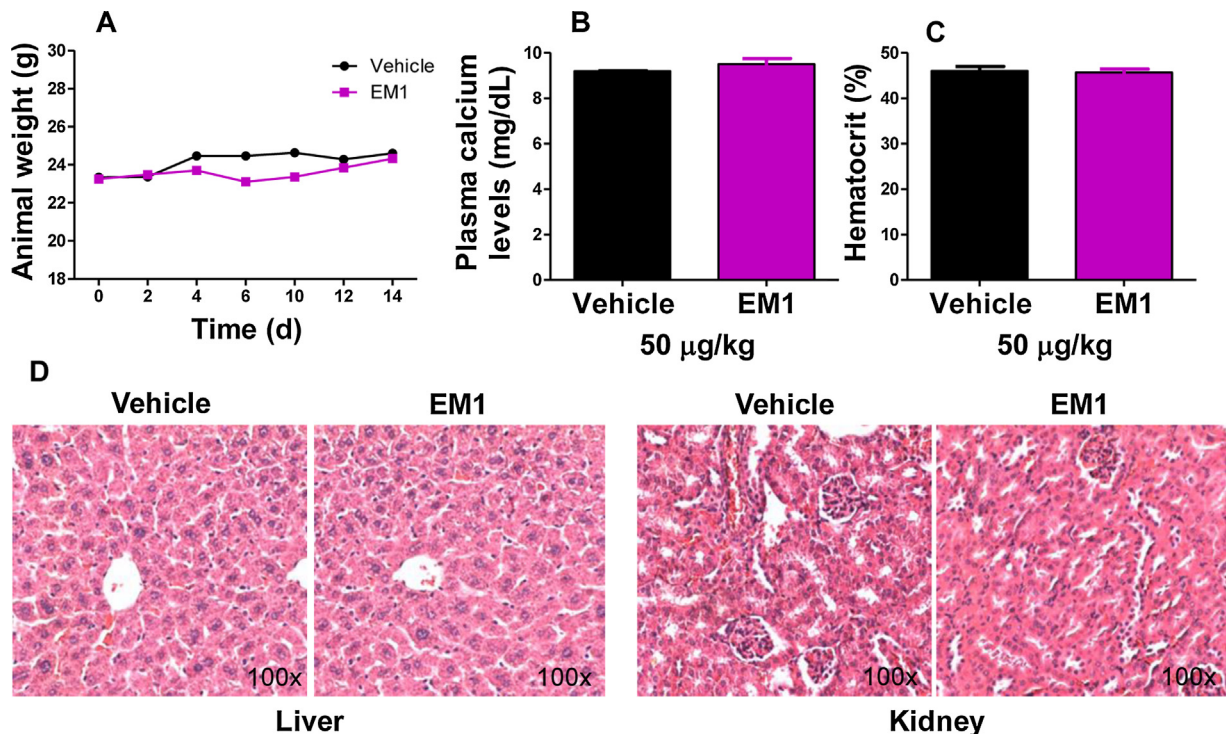 A
Animal weight (g)
30
28
26
24
22
20
18
0 2 4 6 10 12 14
Time (d)
Vehicle
EM1
B
Plasma calcium
levels (mg/dL)
10
8
6
4
2
0
Vehicle EM1
50 µg/kg
C
Hematocrit (%)
50
40
30
20
10
0
Vehicle EM1
50 µg/kg
D
Vehicle EM1
100x 100x
Liver
Vehicle EM1
100x 100x
Kidney